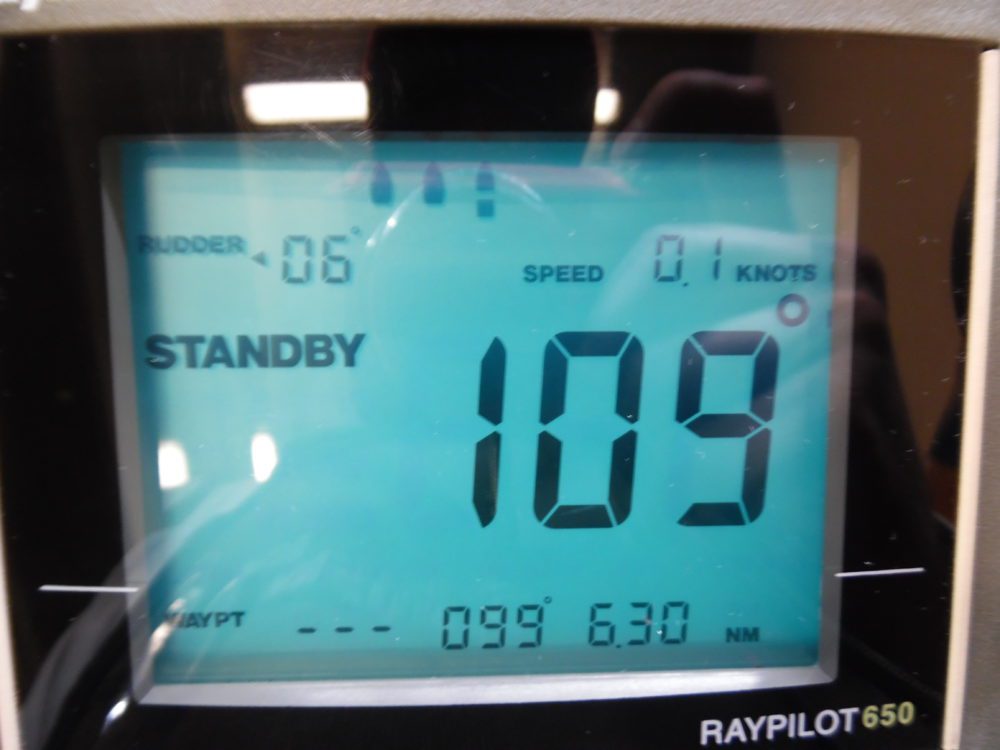 RUDDER ◄ 06°
SPEED 0.1 KNOTS
STANDBY
109°
WAYPT --- 099° 6.30 NM
RAYPILOT 650